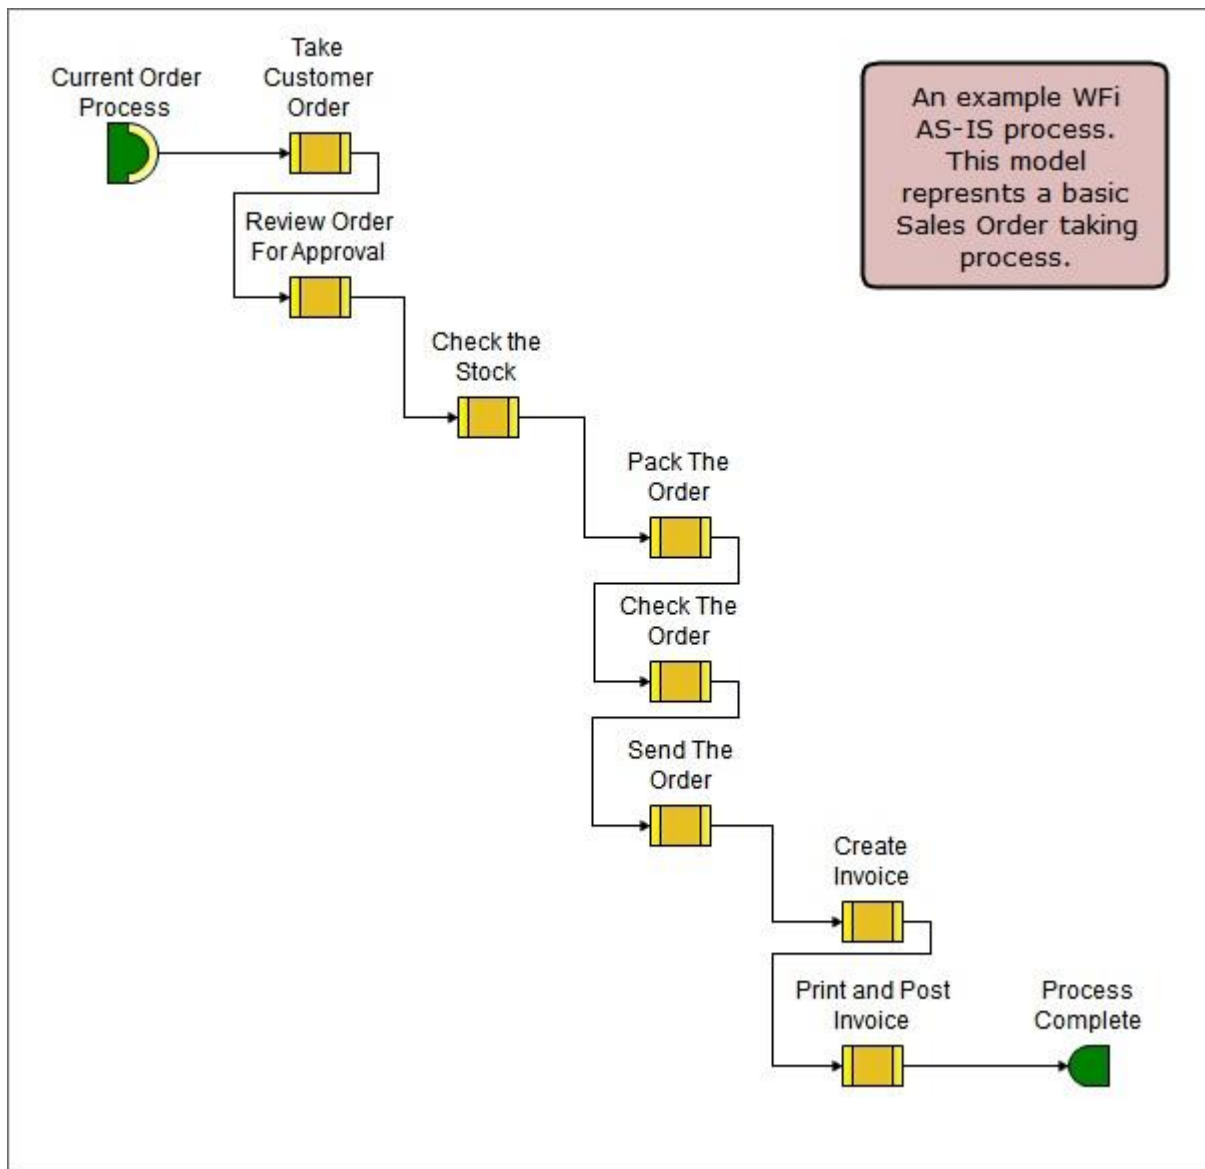 Current Order
Process
Take
Customer
Order
An example WFi
AS-IS process.
This model
represnts a basic
Sales Order taking
process.
Review Order
For Approval
Check the
Stock
Pack The
Order
Check The
Order
Send The
Order
Create
Invoice
Print and Post
Invoice
Process
Complete